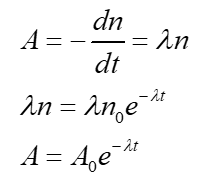 A = −dn/dt = λn
λn = λn₀e^{−λt}
A = A₀e^{−λt}